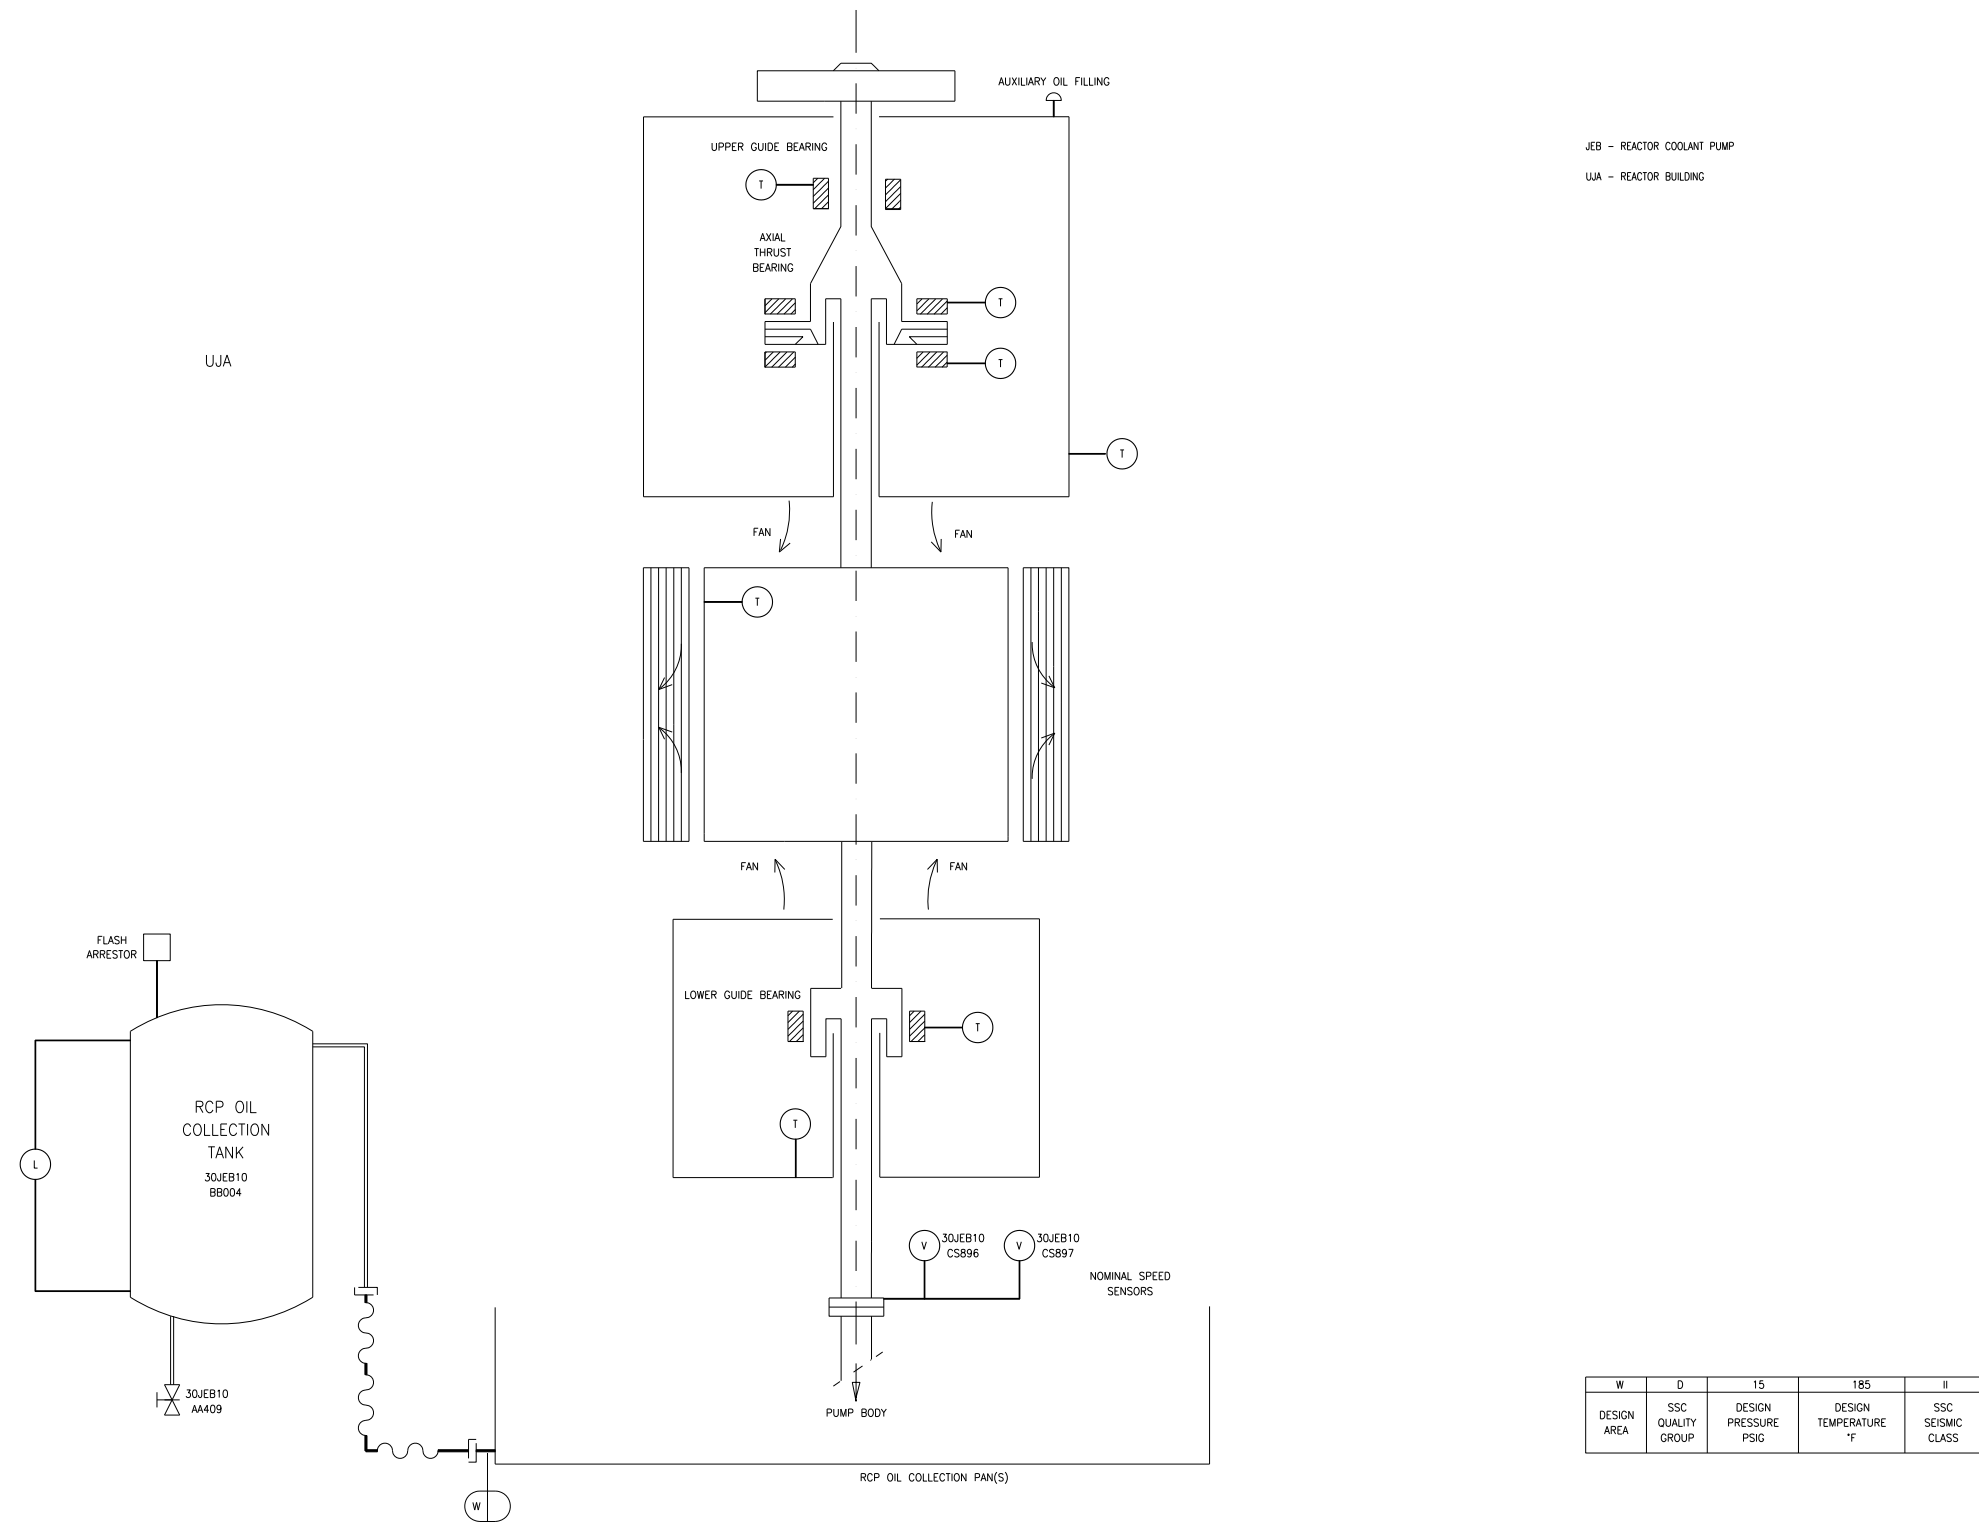 AUXILIARY OIL FILLING
UPPER GUIDE BEARING
T
AXIAL
THRUST
BEARING
T
T
T
FAN
FAN
T
FAN
FAN
LOWER GUIDE BEARING
T
T
UJA
JEB – REACTOR COOLANT PUMP
UJA – REACTOR BUILDING
FLASH
ARRESTOR
RCP OIL
COLLECTION
TANK
30JEB10
BB004
L
30JEB10
AA409
V
30JEB10
CS896
V
30JEB10
CS897
NOMINAL SPEED
SENSORS
PUMP BODY
RCP OIL COLLECTION PAN(S)
W
W D 15 185 II
DESIGN
AREA
SSC
QUALITY
GROUP
DESIGN
PRESSURE
PSIG
DESIGN
TEMPERATURE
°F
SSC
SEISMIC
CLASS